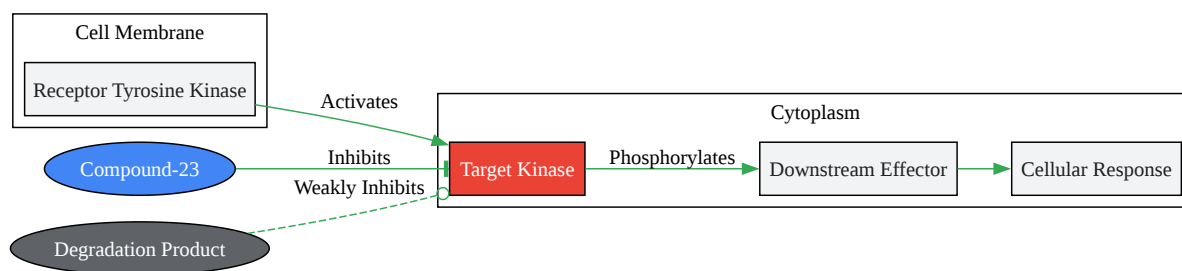 Cell Membrane
Receptor Tyrosine Kinase
Activates
Cytoplasm
Compound-23
Inhibits
Target Kinase
Phosphorylates
Downstream Effector
Cellular Response
Weakly Inhibits
Degradation Product